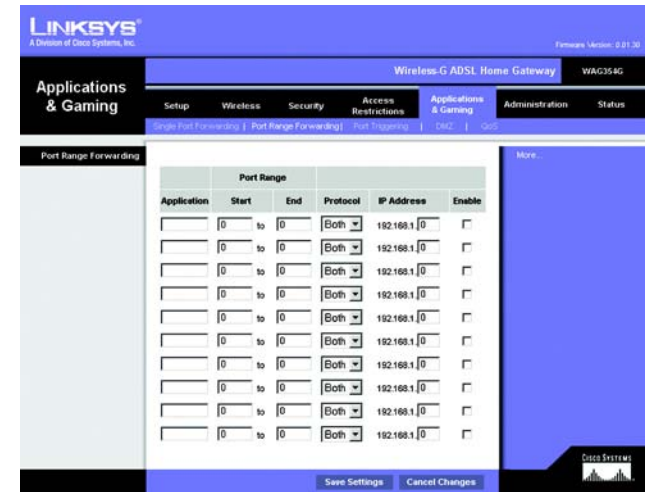 LINKSYS®
A Division of Cisco Systems, Inc.
Firmware Version: 0.01.30
Wireless-G ADSL Home Gateway WAG354G
Applications & Gaming
Setup Wireless Security Access Restrictions Applications & Gaming Administration Status
Single Port Forwarding | Port Range Forwarding | Port Triggering | DMZ | QoS
Port Range Forwarding
More...
Port Range
Application Start End Protocol IP Address Enable
0 to 0 Both 192.168.1. 0
0 to 0 Both 192.168.1. 0
0 to 0 Both 192.168.1. 0
0 to 0 Both 192.168.1. 0
0 to 0 Both 192.168.1. 0
0 to 0 Both 192.168.1. 0
0 to 0 Both 192.168.1. 0
0 to 0 Both 192.168.1. 0
0 to 0 Both 192.168.1. 0
0 to 0 Both 192.168.1. 0
Save Settings Cancel Changes
CISCO SYSTEMS